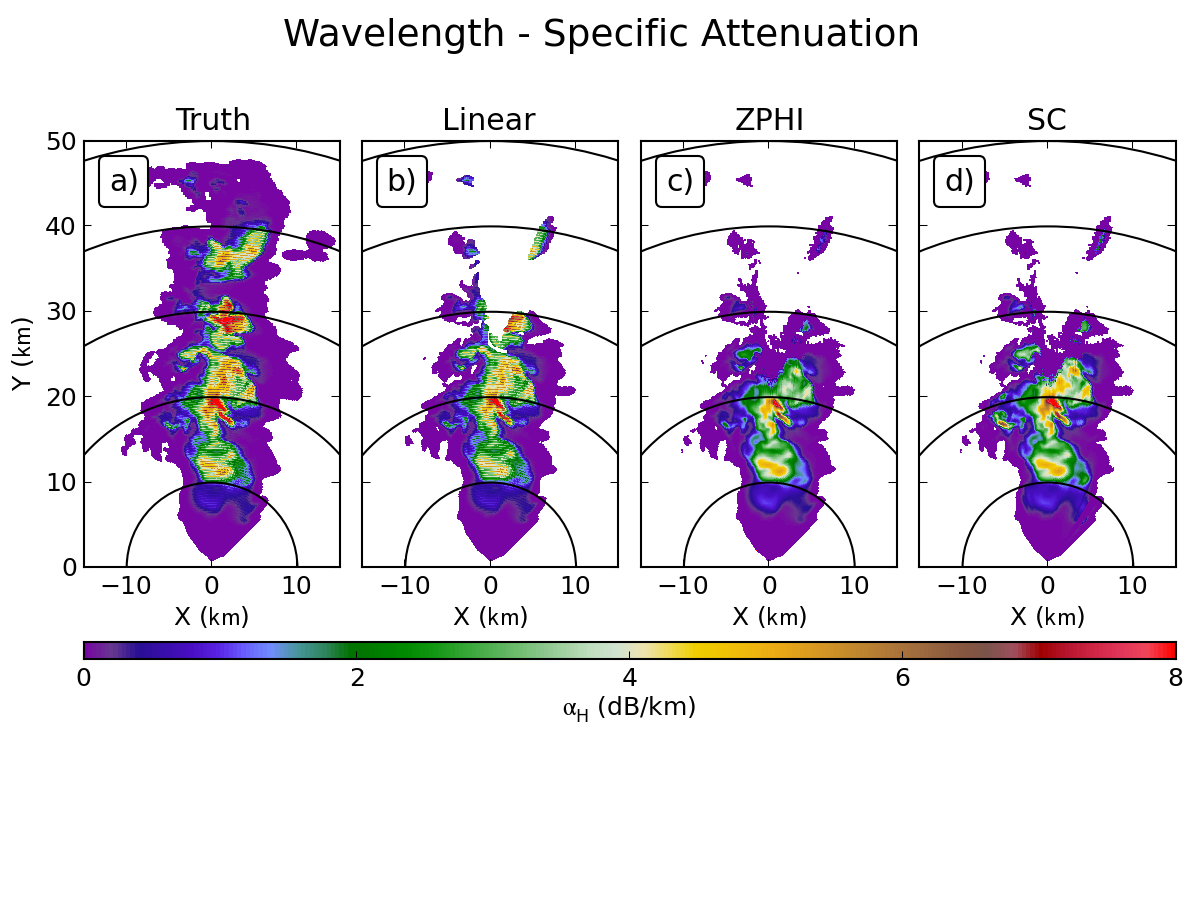 Wavelength - Specific Attenuation
Truth Linear ZPHI SC
a) b) c) d)
50
40
30
20
10
0
Y (km)
−10 0 10 −10 0 10 −10 0 10 −10 0 10
X (km) X (km) X (km) X (km)
0 2 4 6 8
αH (dB/km)